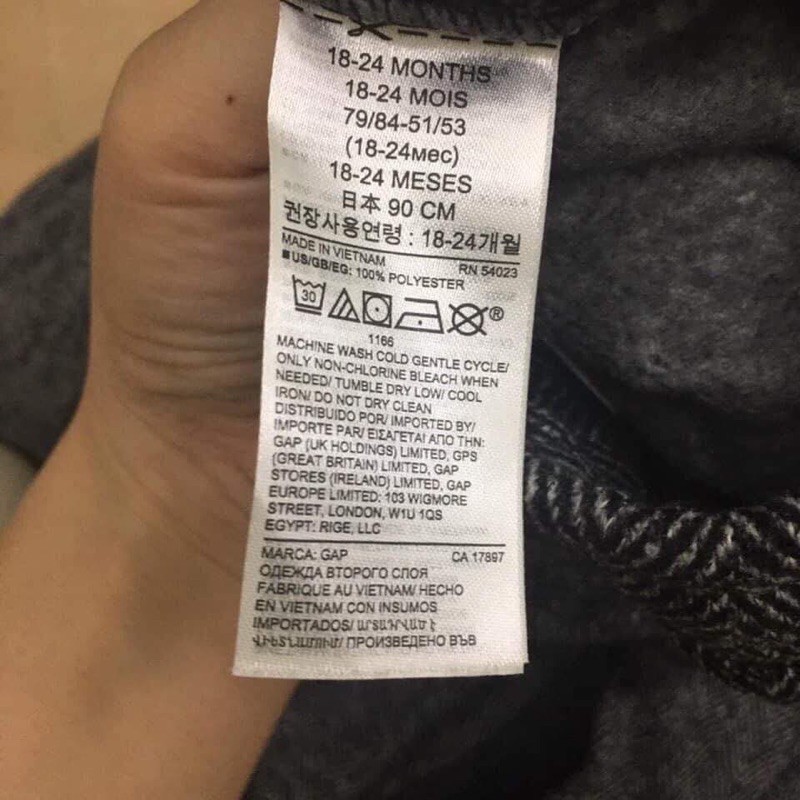 18-24 MONTHS
18-24 MOIS
79/84-51/53
(18-24мес)
18-24 MESES
日本 90 CM
권장사용연령 : 18-24개월
MADE IN VIETNAM RN 54023
■US/GB/EG: 100% POLYESTER
30 ®
1166
MACHINE WASH COLD GENTLE CYCLE/
ONLY NON-CHLORINE BLEACH WHEN
NEEDED/ TUMBLE DRY LOW/ COOL
IRON/ DO NOT DRY CLEAN
DISTRIBUIDO POR/ IMPORTED BY/
IMPORTE PAR/ ΕΙΣΑΓΕΤΑΙ ΑΠΟ ΤΗΝ:
GAP (UK HOLDINGS) LIMITED, GPS
(GREAT BRITAIN) LIMITED, GAP
STORES (IRELAND) LIMITED, GAP
EUROPE LIMITED: 103 WIGMORE
STREET, LONDON, W1U 1QS
EGYPT: RIGE, LLC
MARCA: GAP CA 17897
ОДЕЖДА ВТОРОГО СЛОЯ
FABRIQUE AU VIETNAM/ HECHO
EN VIETNAM CON INSUMOS
IMPORTADOS/ ԱՐՏԱԴՎԱԾ Է
ՎԻԵՏՆԱՄՈՒՄ/ ПРОИЗВЕДЕНО ВЪВ